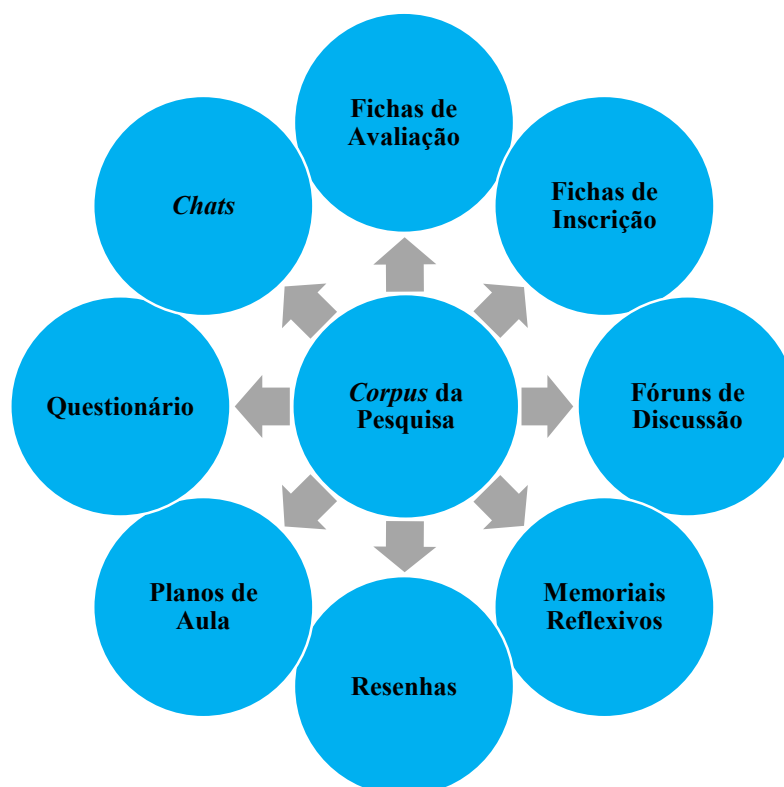 Fichas de
Avaliação
Chats
Fichas de
Inscrição
Questionário
Corpus da
Pesquisa
Fóruns de
Discussão
Planos de
Aula
Memoriais
Reflexivos
Resenhas